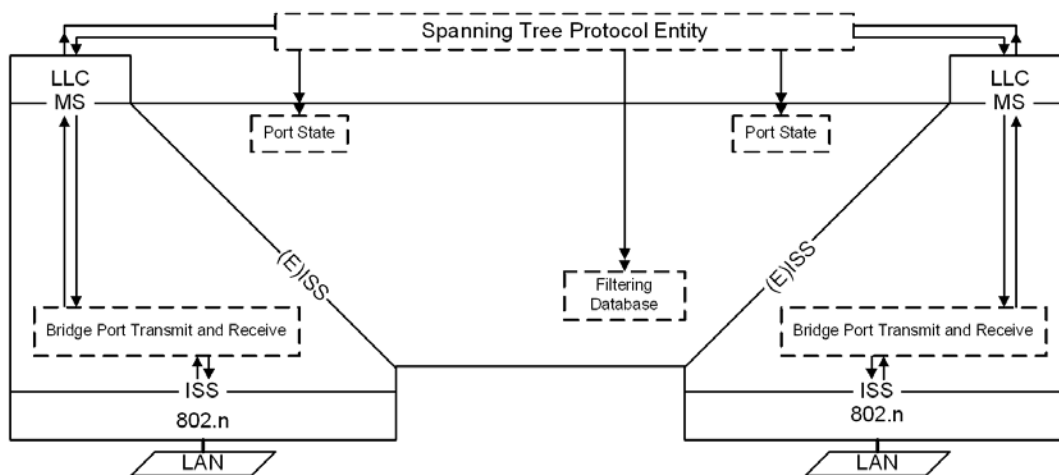 Spanning Tree Protocol Entity
LLC
MS
LLC
MS
Port State
Port State
(E)ISS
(E)ISS
Filtering
Database
Bridge Port Transmit and Receive
Bridge Port Transmit and Receive
ISS
ISS
802.n
802.n
LAN
LAN